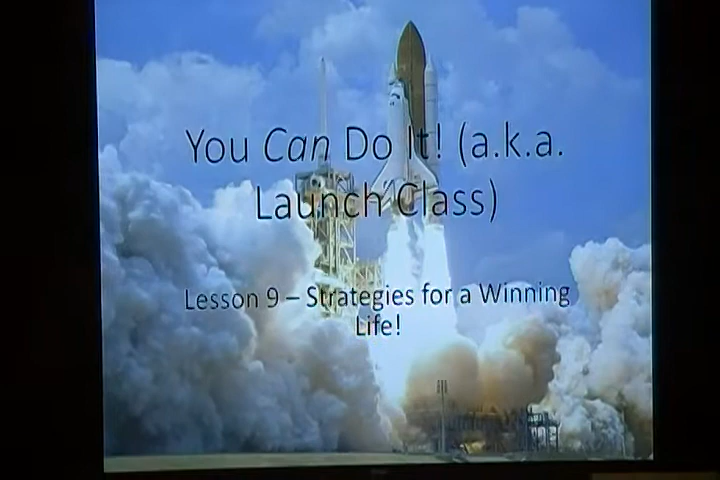 You Can Do It! (a.k.a.
Launch Class)
Lesson 9 – Strategies for a Winning
Life!